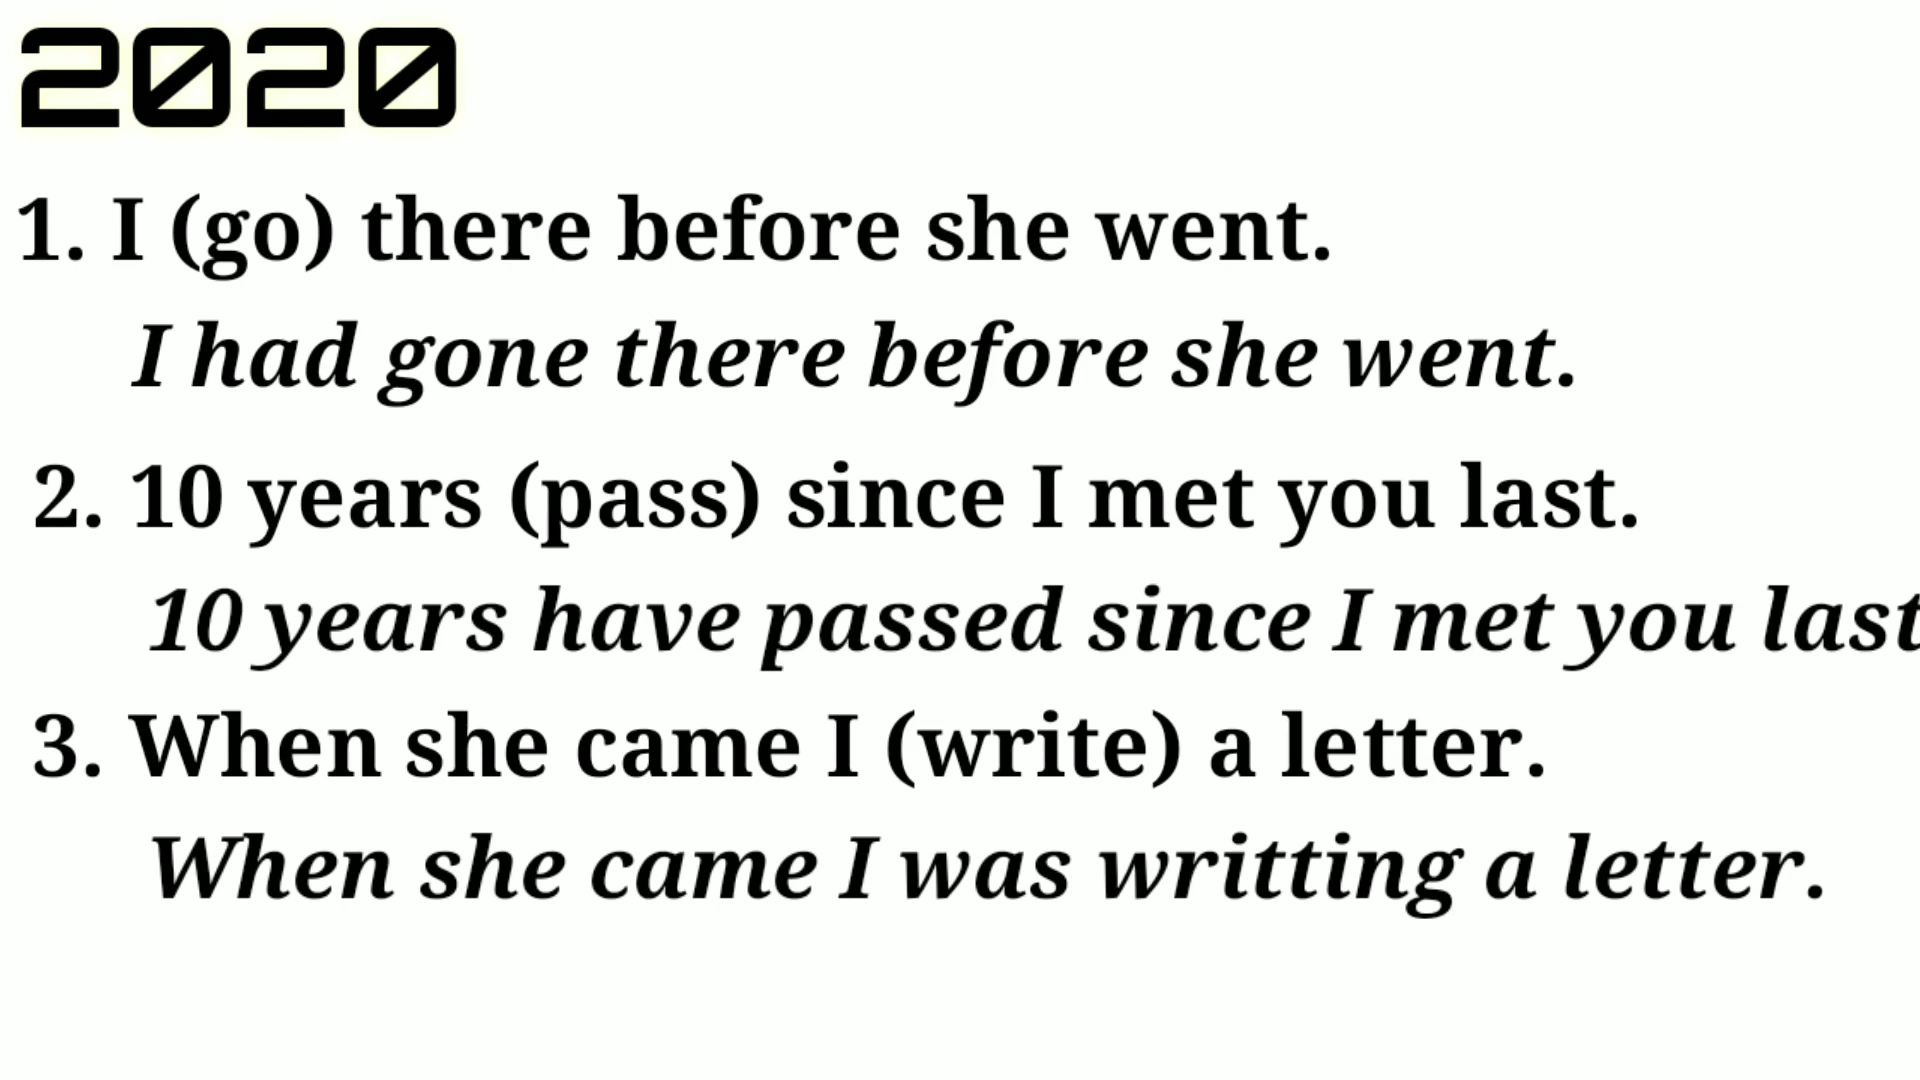 2020
1. I (go) there before she went.
I had gone there before she went.
2. 10 years (pass) since I met you last.
10 years have passed since I met you last
3. When she came I (write) a letter.
When she came I was writting a letter.